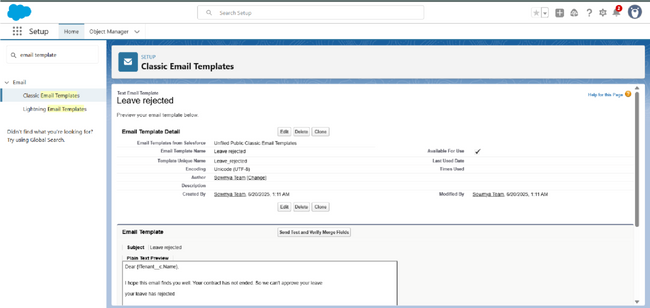 Search Setup
2
Setup
Home
Object Manager
email template
Email
Classic Email Templates
Lightning Email Templates
Didn't find what you're looking for?
Try using Global Search.
SETUP
Classic Email Templates
Text Email Template
Leave rejected
Help for this Page
Preview your email template below.
Email Template Detail
Edit Delete Clone
Email Templates from Salesforce Unfiled Public Classic Email Templates
Email Template Name Leave rejected Available For Use ✓
Template Unique Name Leave_rejected Last Used Date
Encoding Unicode (UTF-8) Times Used
Author Sowmya Team [Change]
Description
Created By Sowmya Team, 6/20/2025, 1:11 AM Modified By Sowmya Team, 6/20/2025, 1:11 AM
Edit Delete Clone
Email Template Send Test and Verify Merge Fields
Subject Leave rejected
Plain Text Preview
Dear {!Tenant__c.Name},
I hope this email finds you well. Your contract has not ended. So we can't approve your leave
your leave has rejected